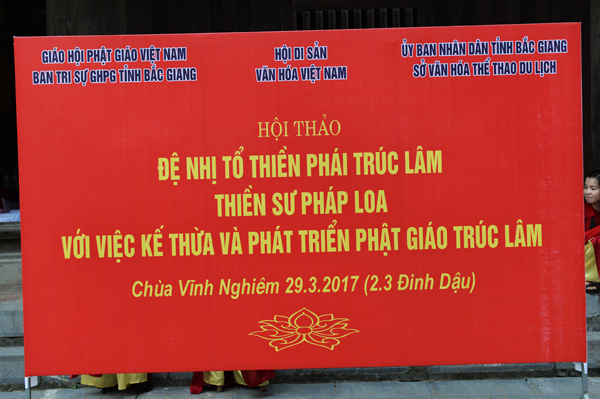 GIÁO HỘI PHẬT GIÁO VIỆT NAM
BAN TRI SỰ GHPG TỈNH BẮC GIANG
HỘI DI SẢN
VĂN HÓA VIỆT NAM
ỦY BAN NHÂN DÂN TỈNH BẮC GIANG
SỞ VĂN HÓA THỂ THAO DU LỊCH
HỘI THẢO
ĐỆ NHỊ TỔ THIỀN PHÁI TRÚC LÂM
THIỀN SƯ PHÁP LOA
VỚI VIỆC KẾ THỪA VÀ PHÁT TRIỂN PHẬT GIÁO TRÚC LÂM
Chùa Vĩnh Nghiêm 29.3.2017 (2.3 Đinh Dậu)